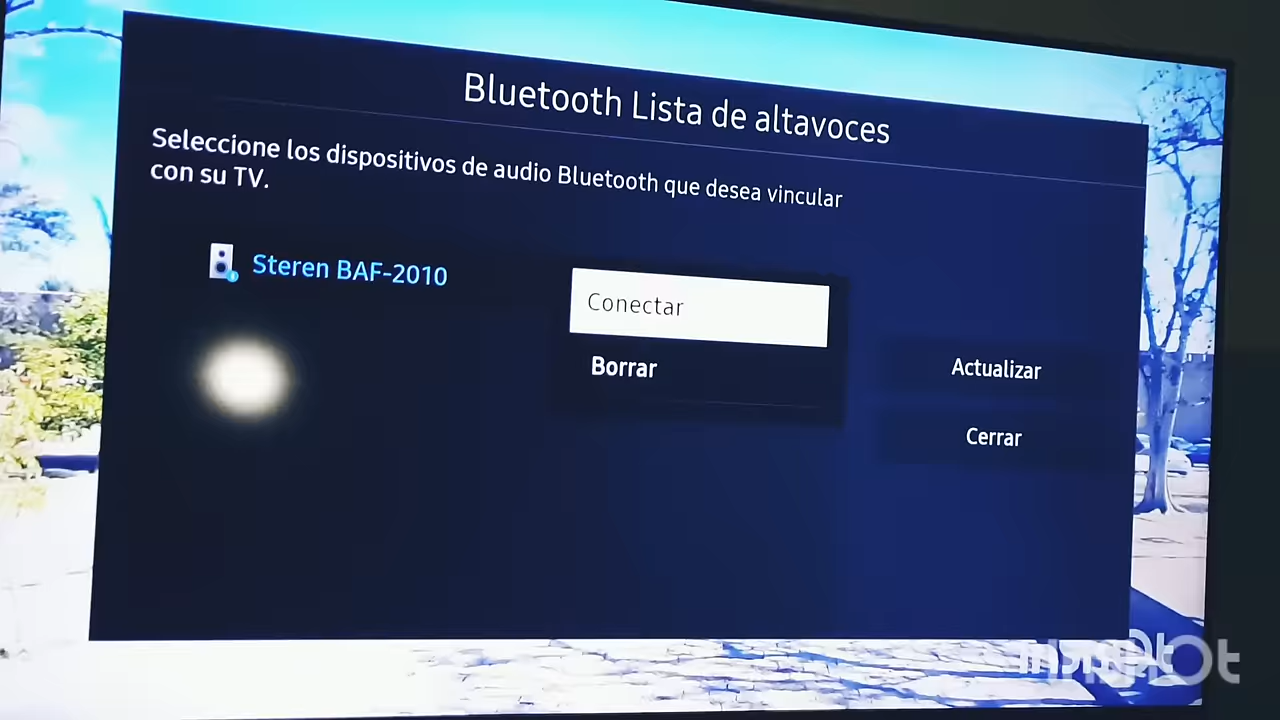 Bluetooth Lista de altavoces
Seleccione los dispositivos de audio Bluetooth que desea vincular
con su TV.
Steren BAF-2010
Conectar
Borrar
Actualizar
Cerrar